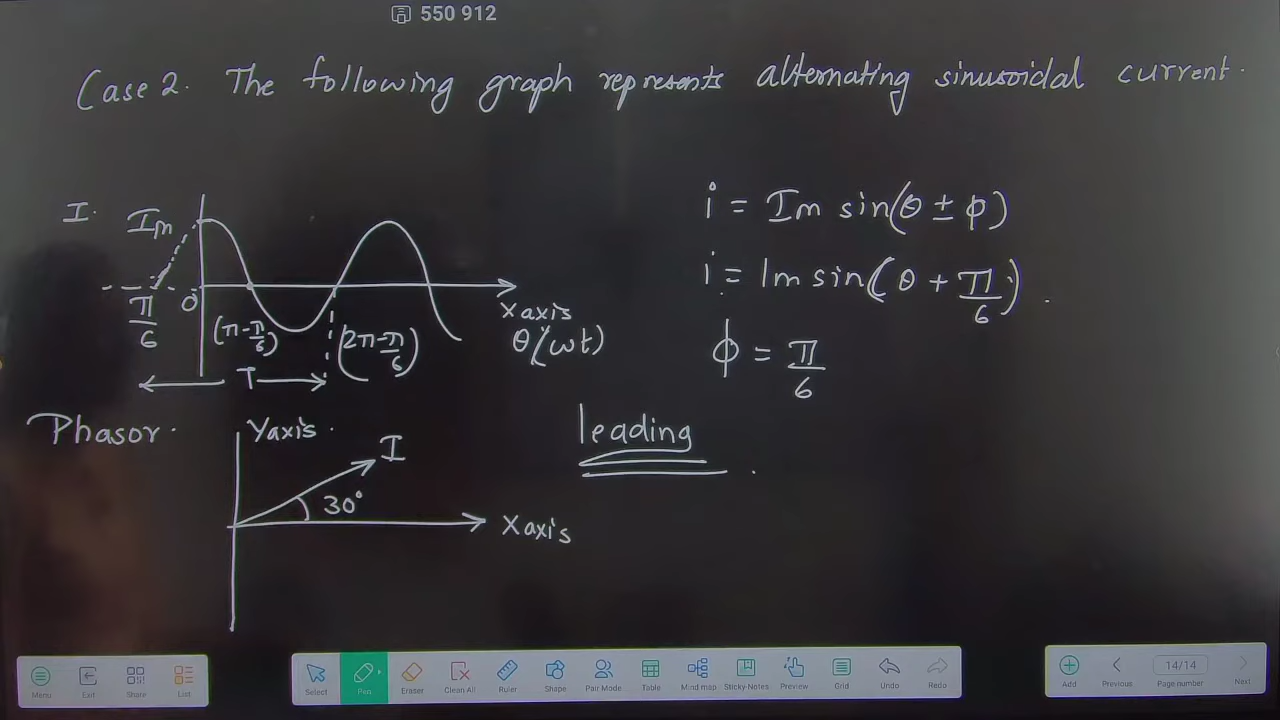 550 912
Case 2. The following graph represents alternating sinusoidal current.
I.
Im
π/6
0
(π-π/6)
(2π-π/6)
X axis
θ/(ωt)
T
i = Im sin(θ ± φ)
i = Im sin(θ + π/6).
φ = π/6
Phasor.
Yaxis.
I
30°
X axis
leading
Menu Exit Share List
Select Pen Eraser Clean All Ruler Shape Pair Mode Table Mind map Sticky-Notes Preview Grid Undo Redo
Add Previous 14/14 Page number Next